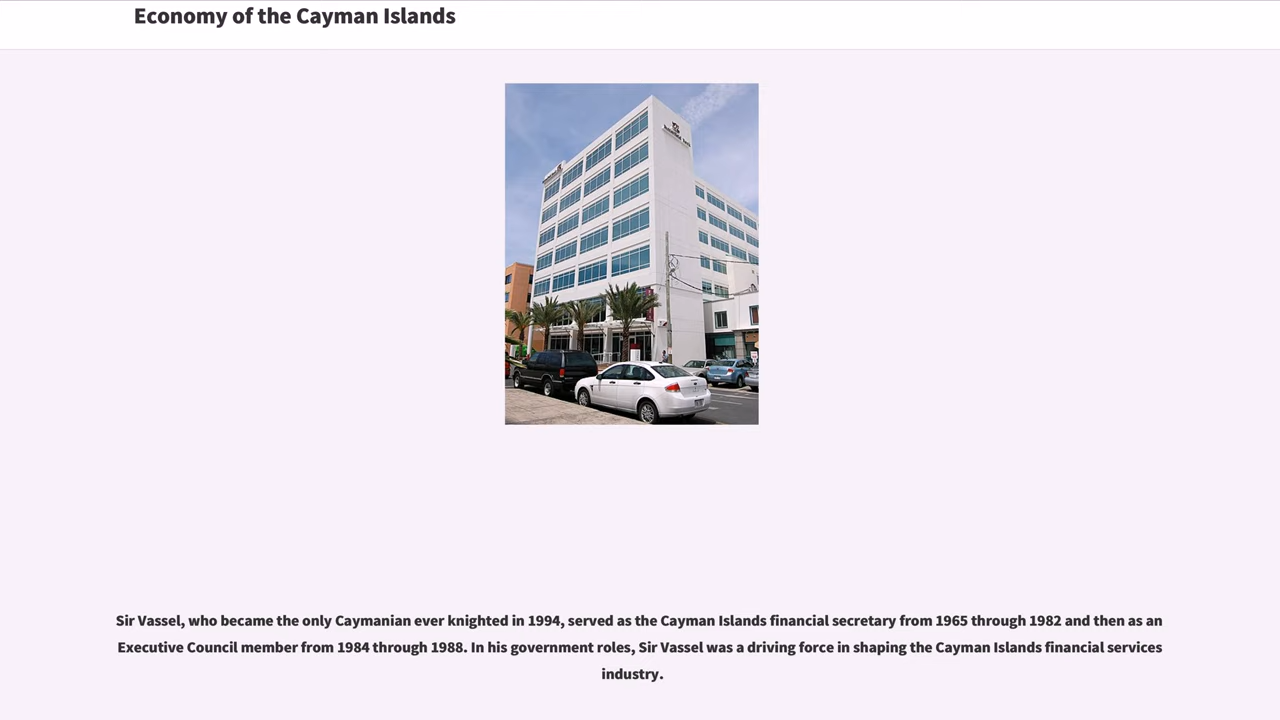 Economy of the Cayman Islands
Sir Vassel, who became the only Caymanian ever knighted in 1994, served as the Cayman Islands financial secretary from 1965 through 1982 and then as an
Executive Council member from 1984 through 1988. In his government roles, Sir Vassel was a driving force in shaping the Cayman Islands financial services
industry.